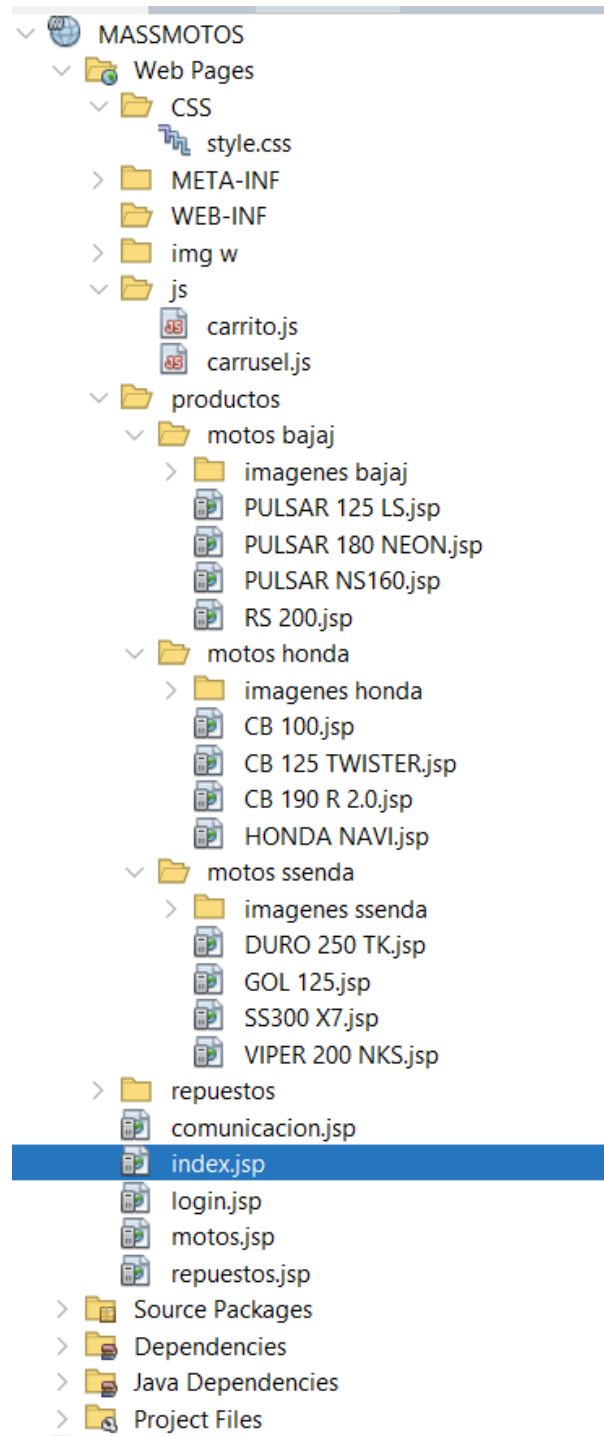 MASSMOTOS
Web Pages
CSS
style.css
META-INF
WEB-INF
img w
js
carrito.js
carrusel.js
productos
motos bajaj
imagenes bajaj
PULSAR 125 LS.jsp
PULSAR 180 NEON.jsp
PULSAR NS160.jsp
RS 200.jsp
motos honda
imagenes honda
CB 100.jsp
CB 125 TWISTER.jsp
CB 190 R 2.0.jsp
HONDA NAVI.jsp
motos ssenda
imagenes ssenda
DURO 250 TK.jsp
GOL 125.jsp
SS300 X7.jsp
VIPER 200 NKS.jsp
repuestos
comunicacion.jsp
index.jsp
login.jsp
motos.jsp
repuestos.jsp
Source Packages
Dependencies
Java Dependencies
Project Files